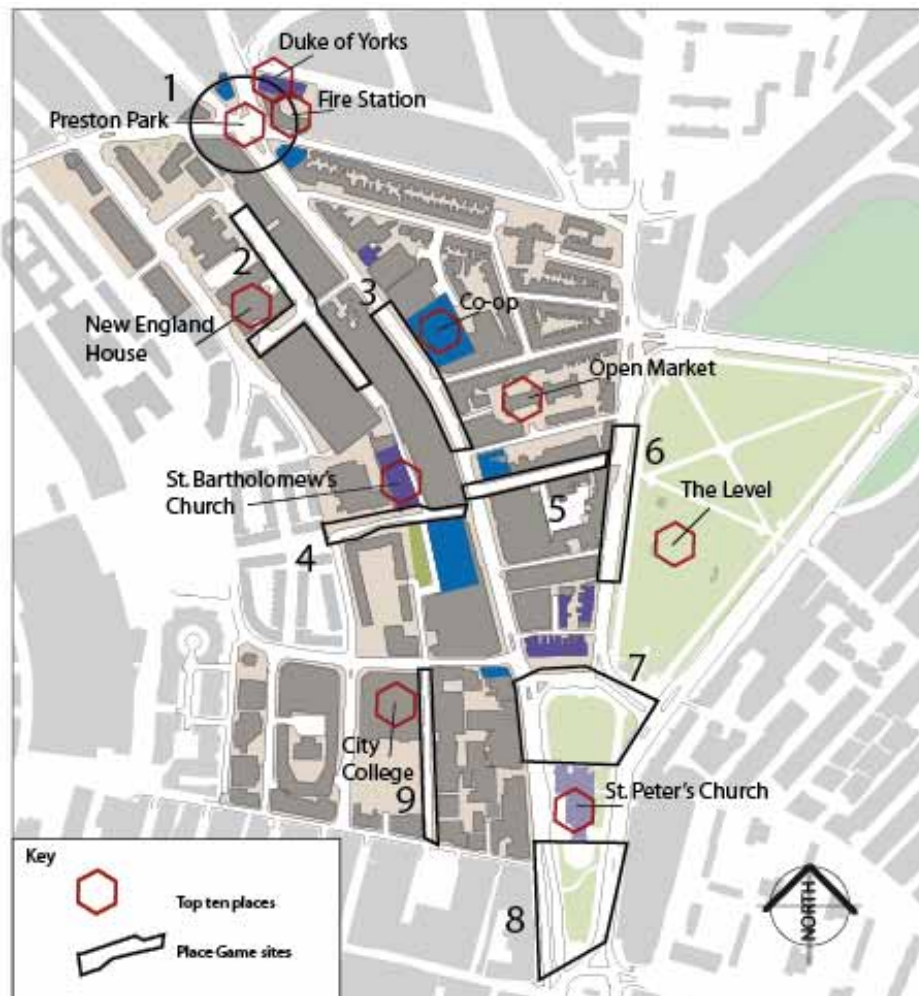 Duke of Yorks
1
Fire Station
Preston Park
2
3
Co-op
New England
House
Open Market
6
St. Bartholomew's
Church
The Level
5
4
7
City
College
9
St. Peter's Church
8
Key
Top ten places
Place Game sites
NORTH